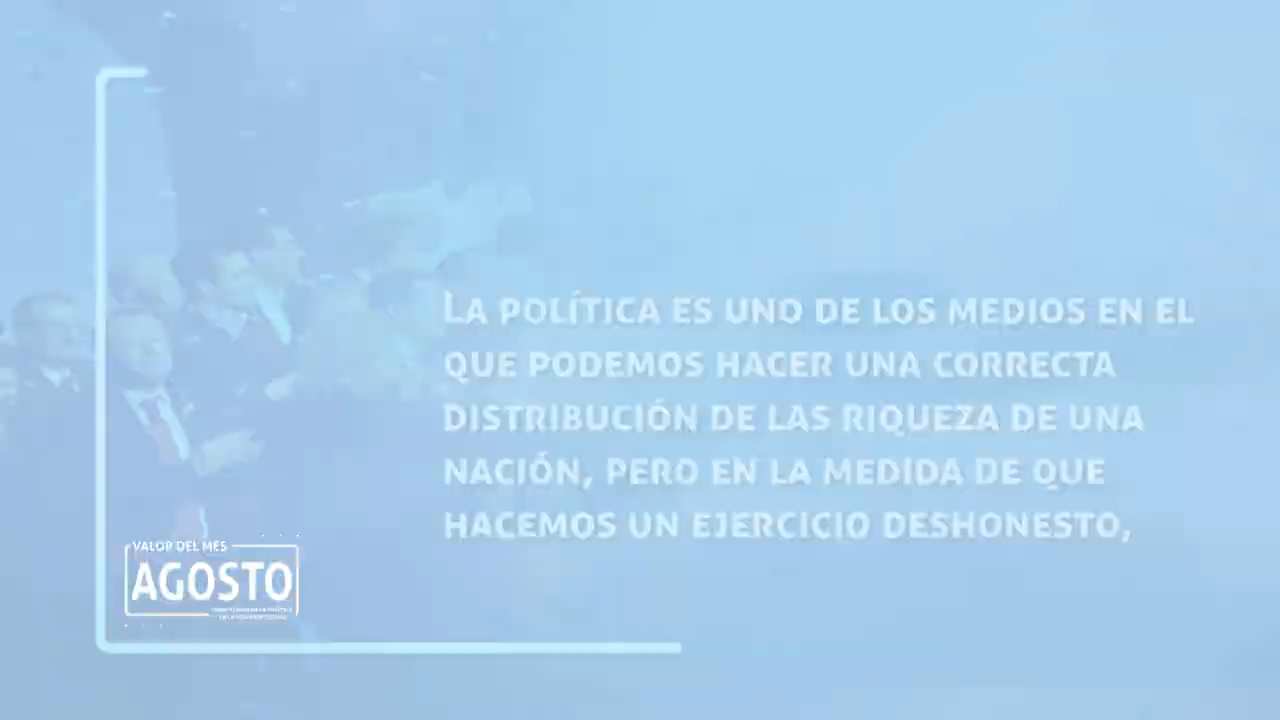 LA POLÍTICA ES UNO DE LOS MEDIOS EN EL
QUE PODEMOS HACER UNA CORRECTA
DISTRIBUCIÓN DE LAS RIQUEZA DE UNA
NACIÓN, PERO EN LA MEDIDA DE QUE
HACEMOS UN EJERCICIO DESHONESTO,
VALOR DEL MES
AGOSTO